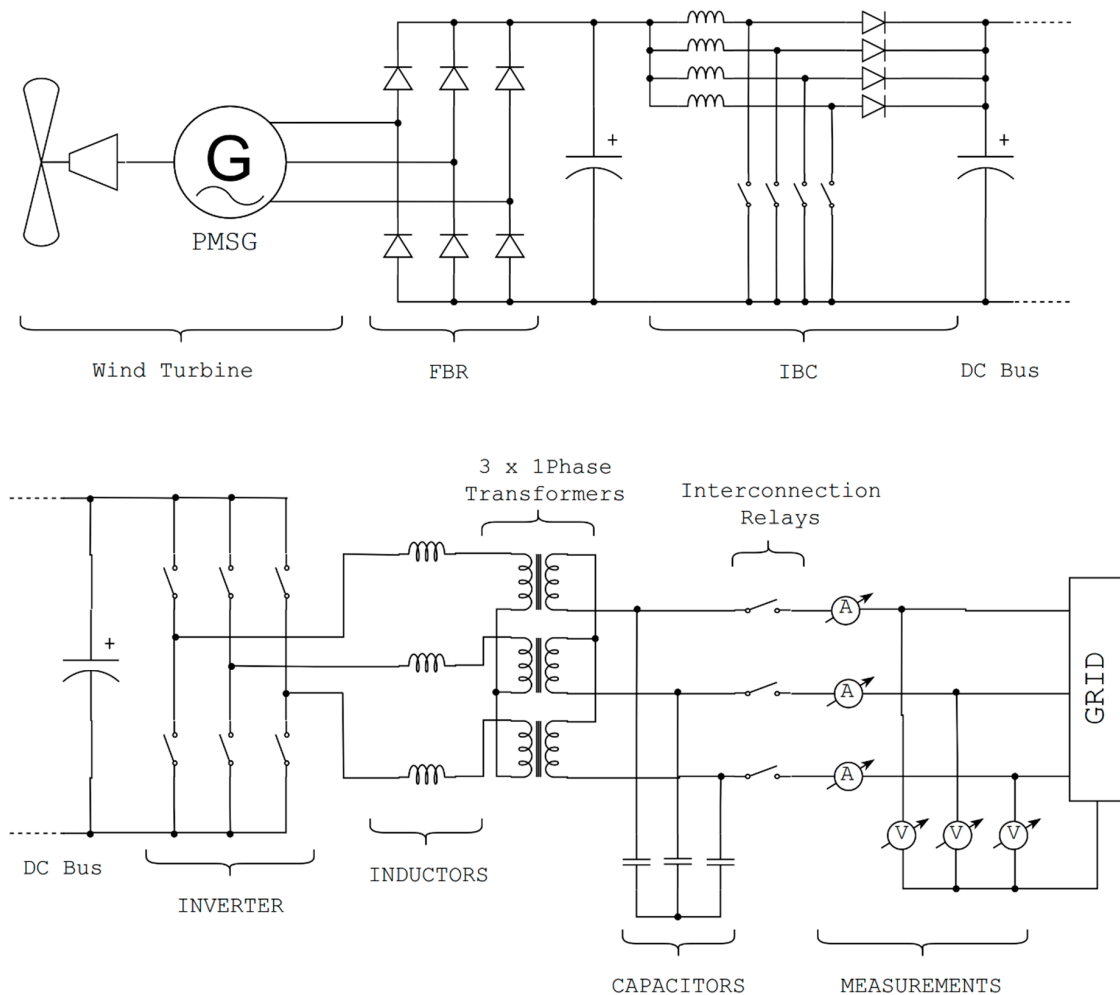 G
+
+
PMSG
Wind Turbine
FBR
IBC
DC Bus
3 x 1Phase
Transformers
Interconnection
Relays
+
A
A
A
V
V
V
GRID
DC Bus
INVERTER
INDUCTORS
CAPACITORS
MEASUREMENTS